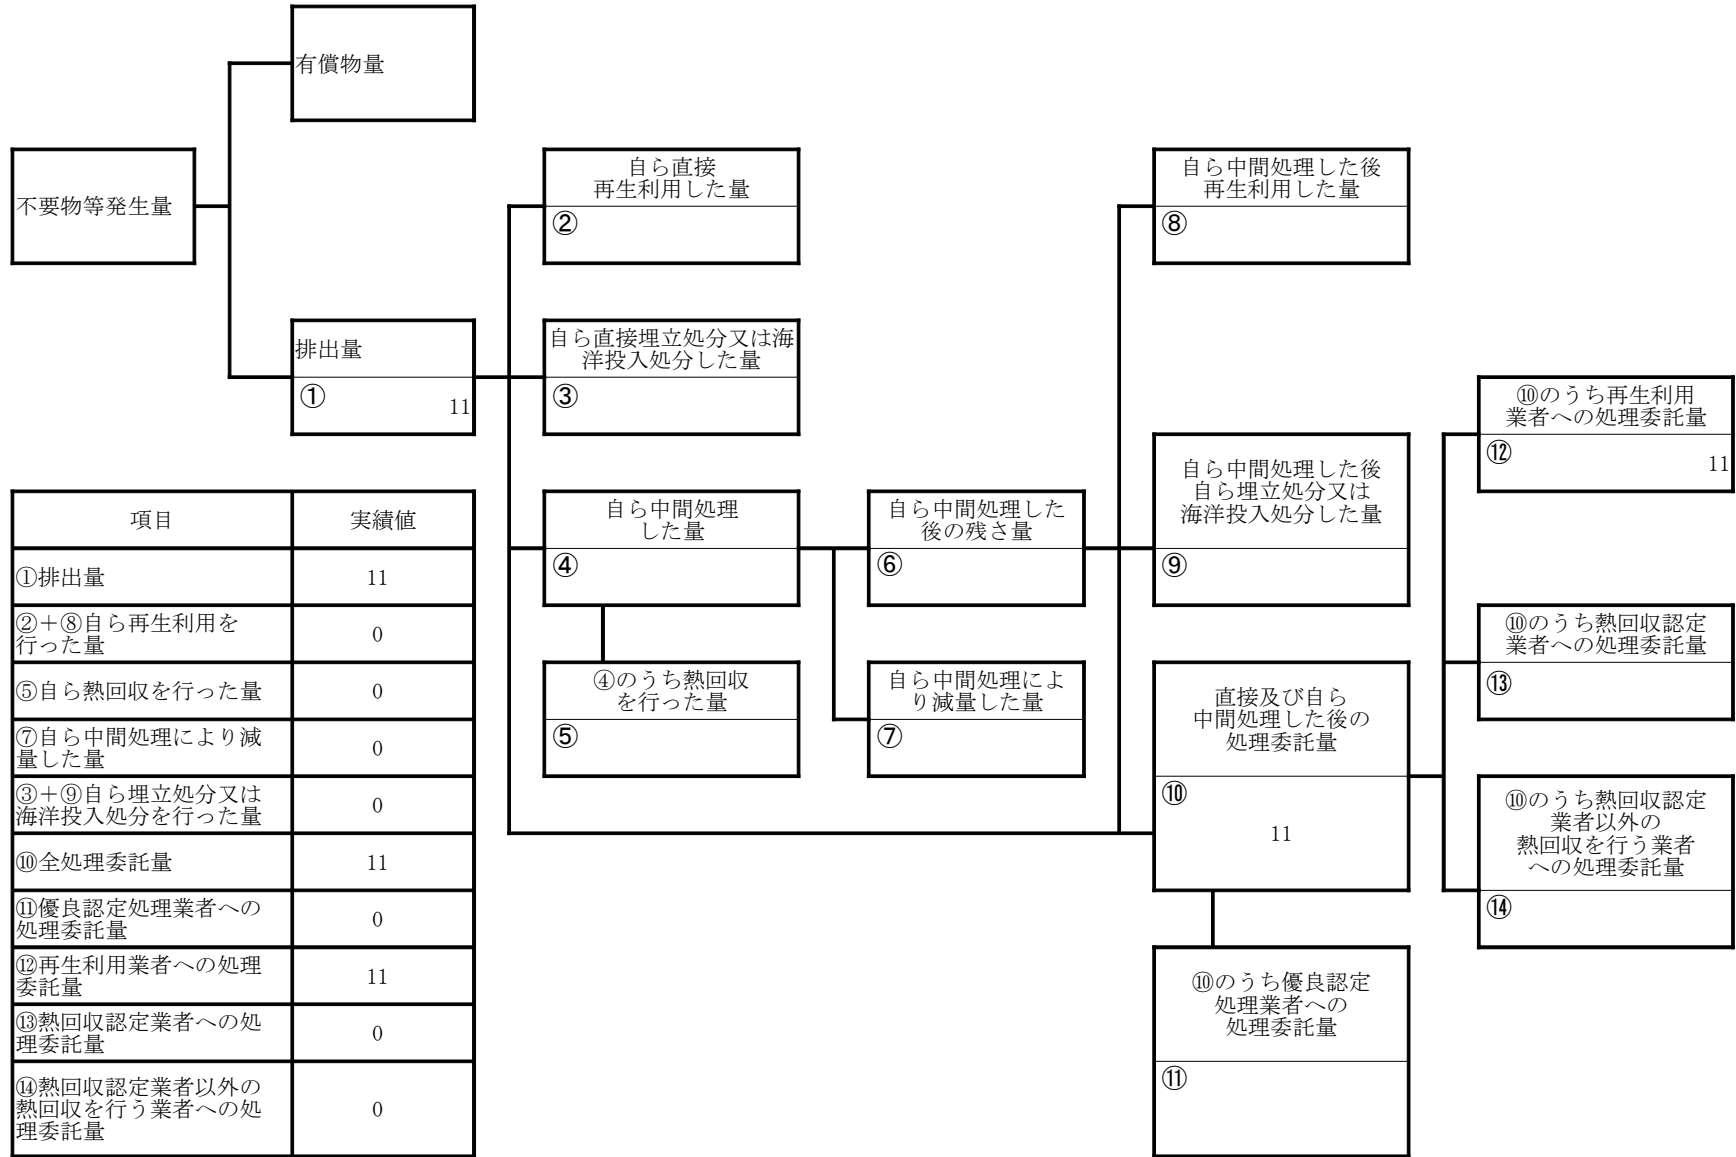 有償物量
不要物等発生量
自ら直接
再生利用した量
②
自ら中間処理した後
再生利用した量
⑧
排出量
①
11
自ら直接埋立処分又は海
洋投入処分した量
③
⑩のうち再生利用
業者への処理委託量
⑫
11
自ら中間処理
した量
④
自ら中間処理した
後の残さ量
⑥
自ら中間処理した後
自ら埋立処分又は
海洋投入処分した量
⑨
⑩のうち熱回収認定
業者への処理委託量
⑬
④のうち熱回収
を行った量
⑤
自ら中間処理によ
り減量した量
⑦
直接及び自ら
中間処理した後の
処理委託量
⑩
11
⑩のうち熱回収認定
業者以外の
熱回収を行う業者
への処理委託量
⑭
⑩のうち優良認定
処理業者への
処理委託量
⑪
項目 実績値
①排出量 11
②＋⑧自ら再生利用を
行った量 0
⑤自ら熱回収を行った量 0
⑦自ら中間処理により減
量した量 0
③＋⑨自ら埋立処分又は
海洋投入処分を行った量 0
⑩全処理委託量 11
⑪優良認定処理業者への
処理委託量 0
⑫再生利用業者への処理
委託量 11
⑬熱回収認定業者への処
理委託量 0
⑭熱回収認定業者以外の
熱回収を行う業者への処
理委託量 0